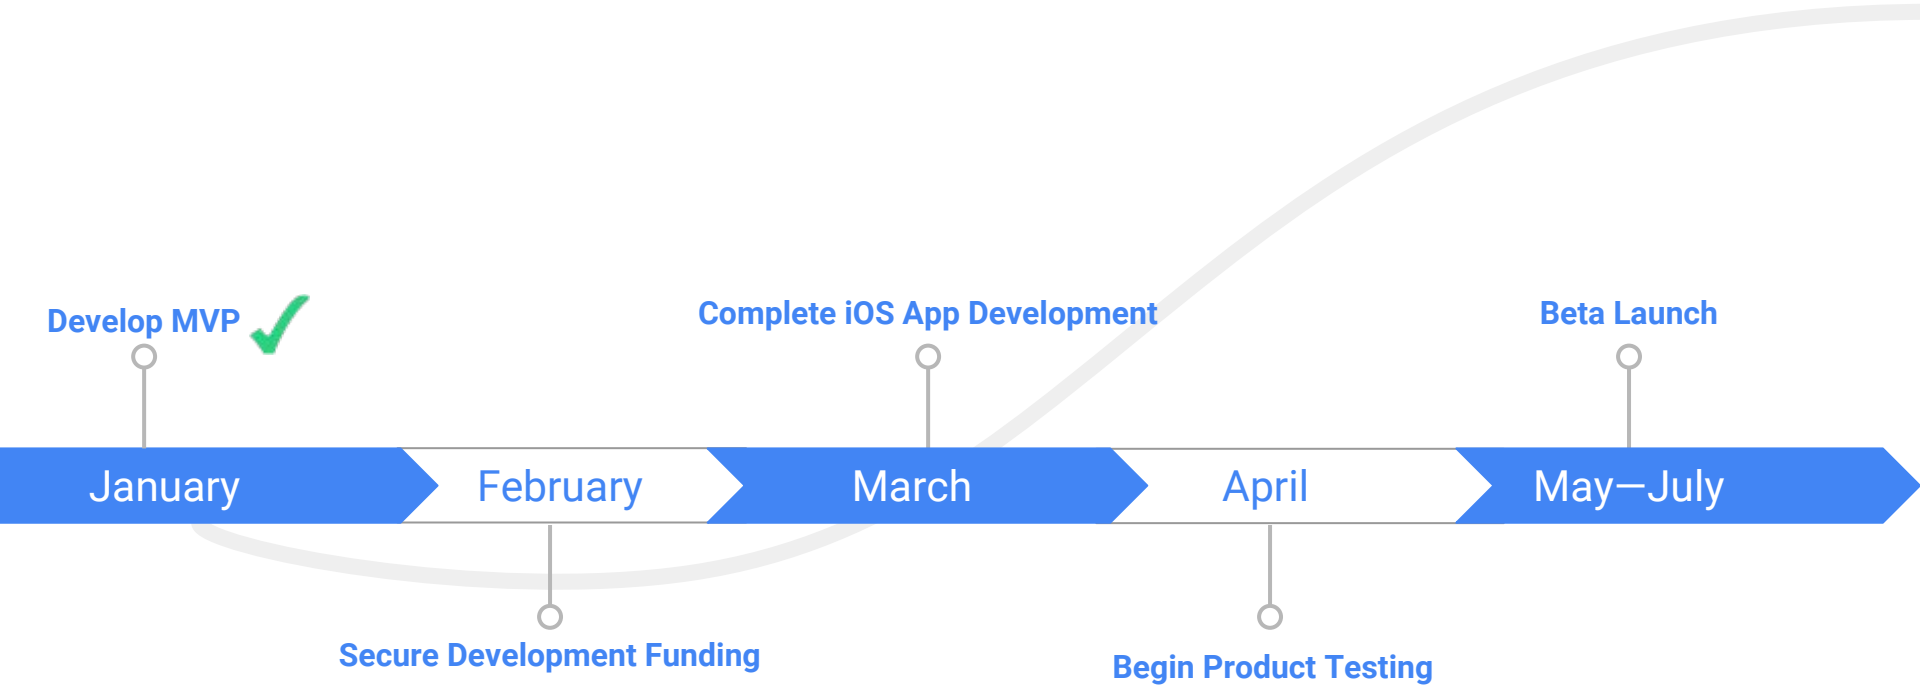 Develop MVP
Complete iOS App Development
Beta Launch
January
February
March
April
May—July
Secure Development Funding
Begin Product Testing